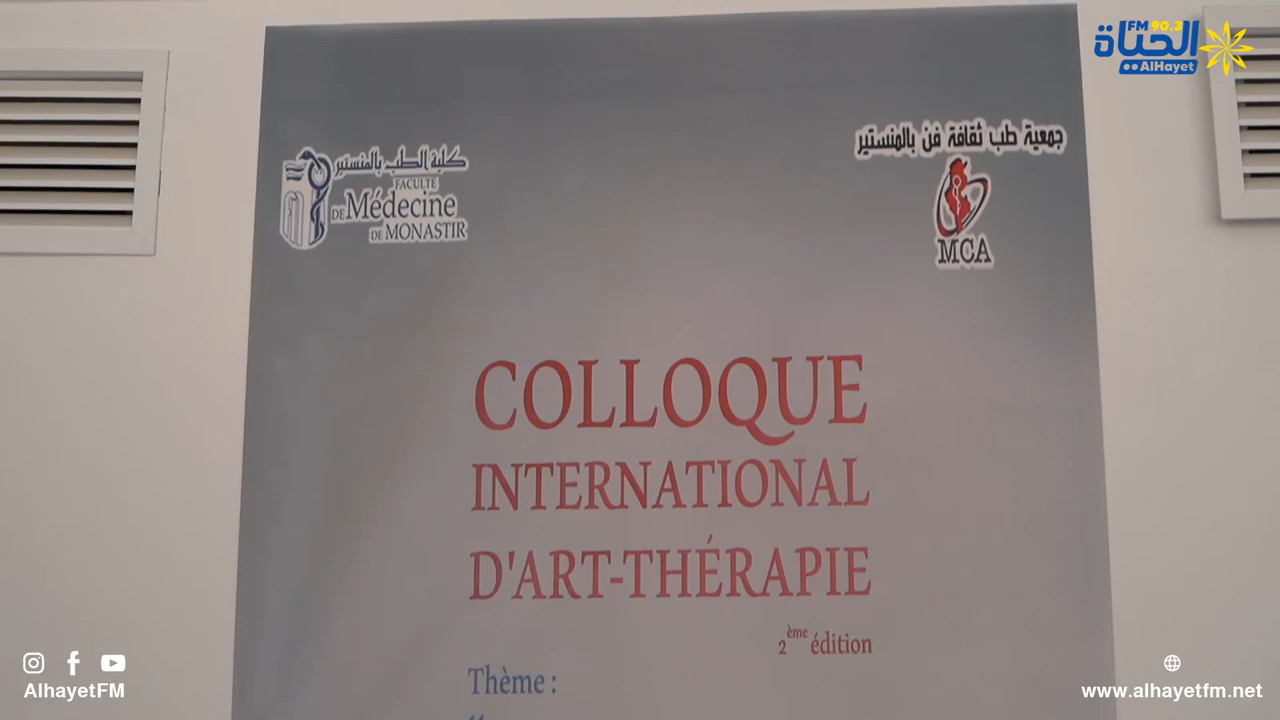 FM 90.3
الحياة
AlHayet
كلية الطب بالمنستير
FACULTÉ
DE Médecine
DE MONASTIR
جمعية طب ثقافة فن بالمنستير
MCA
COLLOQUE
INTERNATIONAL
D'ART-THÉRAPIE
2ème édition
Thème :
AlhayetFM
www.alhayetfm.net